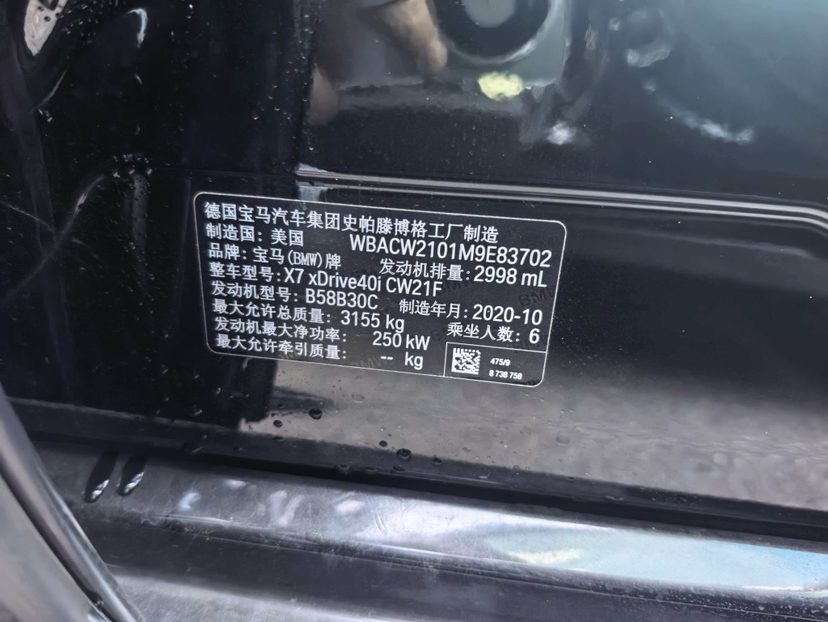 德国宝马汽车集团史帕滕博格工厂制造
制造国: 美国 WBACW2101M9E83702
品牌: 宝马(BMW)牌 发动机排量: 2998 mL
整车型号: X7 xDrive40i CW21F
发动机型号: B58B30C 制造年月: 2020-10
最大允许总质量: 3155 kg 乘坐人数: 6
发动机最大净功率: 250 kW
最大允许牵引质量: -- kg
475/9
8 738 758